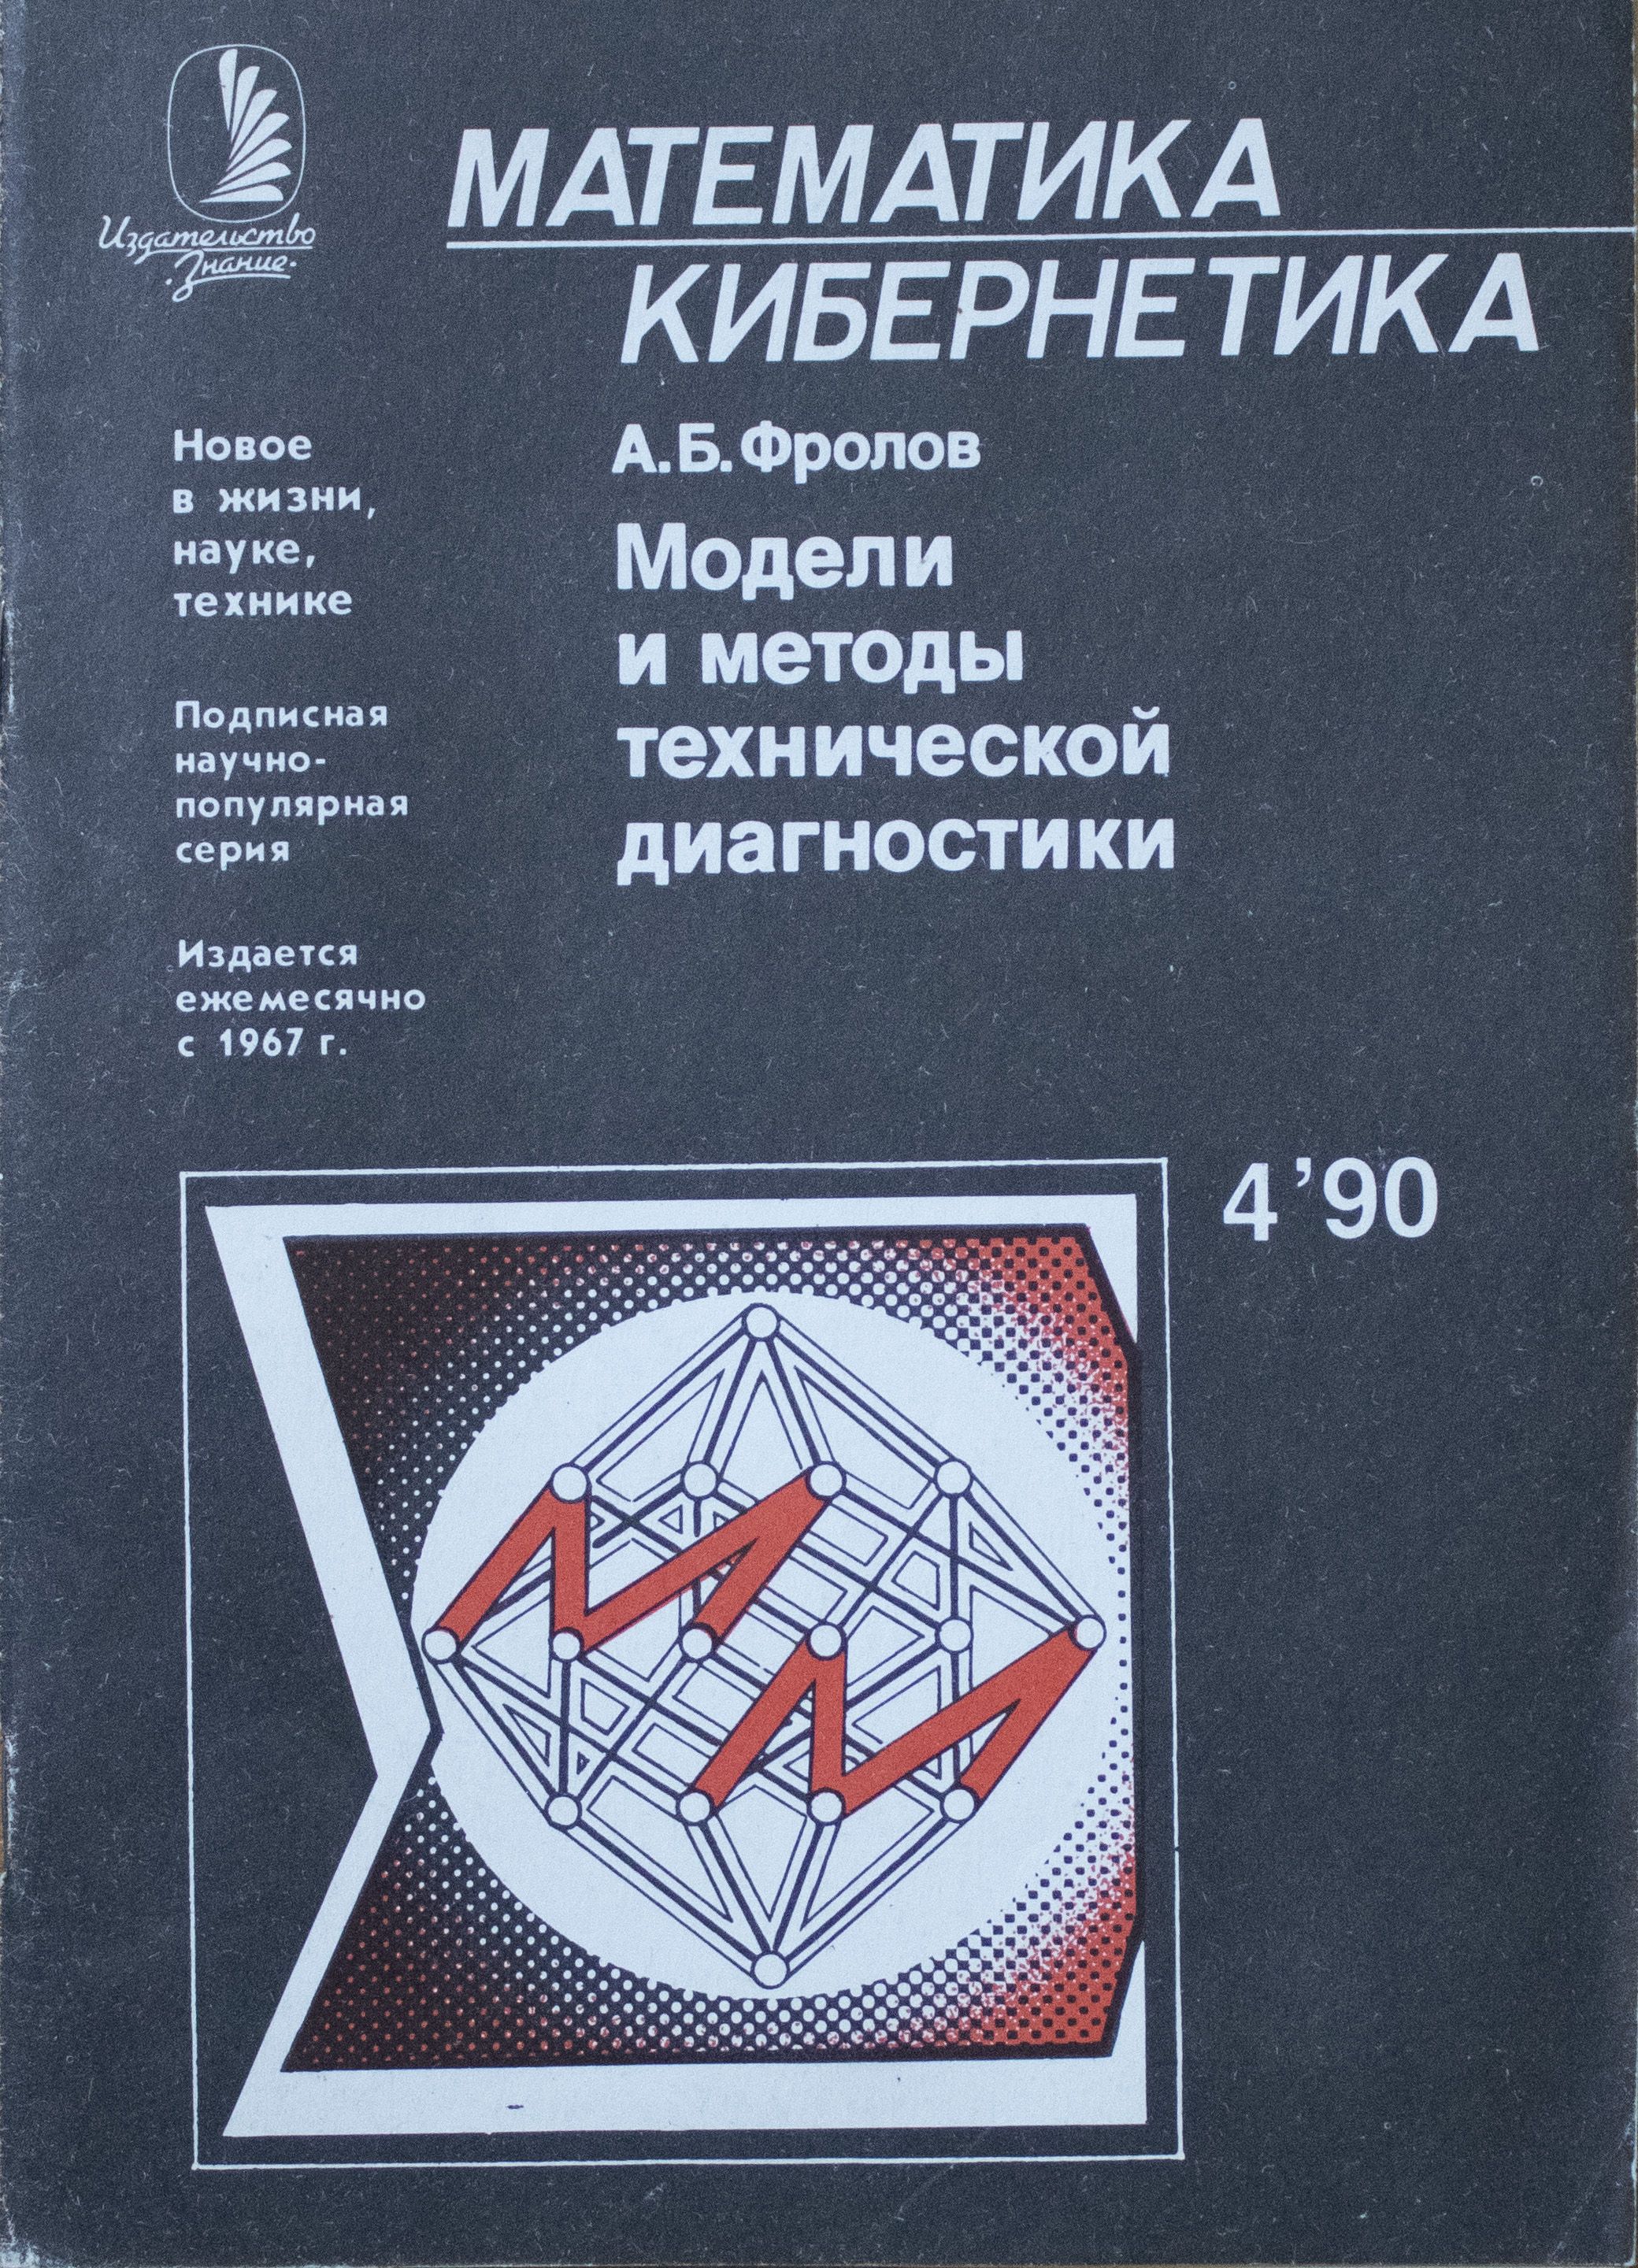 Издательство
·Знание·
МАТЕМАТИКА
КИБЕРНЕТИКА
Новое
в жизни,
науке,
технике
Подписная
научно-
популярная
серия
Издается
ежемесячно
с 1967 г.
А.Б.Фролов
Модели
и методы
технической
диагностики
4'90